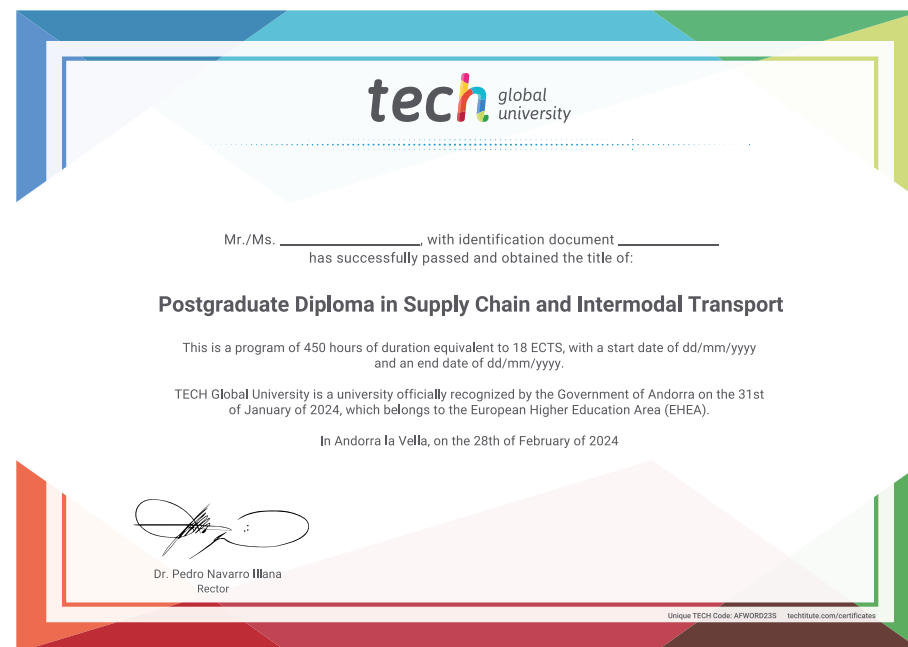 tech global
university
Mr./Ms. ____________________, with identification document ______________
has successfully passed and obtained the title of:
Postgraduate Diploma in Supply Chain and Intermodal Transport
This is a program of 450 hours of duration equivalent to 18 ECTS, with a start date of dd/mm/yyyy
and an end date of dd/mm/yyyy.
TECH Global University is a university officially recognized by the Government of Andorra on the 31st
of January of 2024, which belongs to the European Higher Education Area (EHEA).
In Andorra la Vella, on the 28th of February of 2024
Dr. Pedro Navarro Illana
Rector
Unique TECH Code: AFWORD23S techtitute.com/certificates